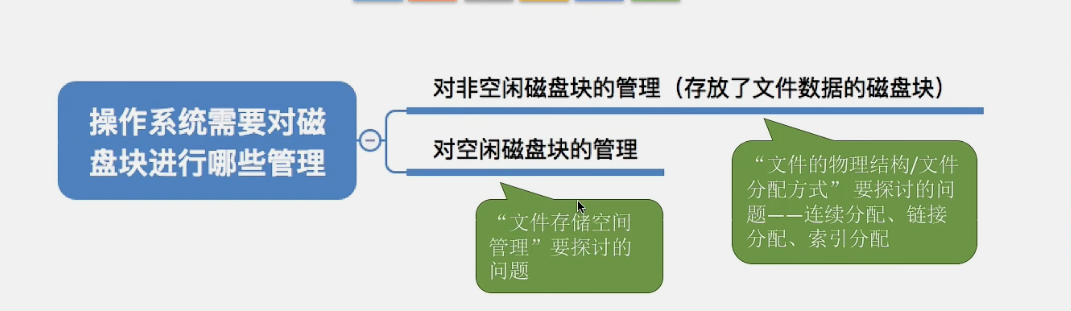 操作系统需要对磁
盘块进行哪些管理
对非空闲磁盘块的管理（存放了文件数据的磁盘块）
对空闲磁盘块的管理
“文件存储空间
管理”要探讨的
问题
“文件的物理结构/文件
分配方式” 要探讨的问
题——连续分配、链接
分配、索引分配